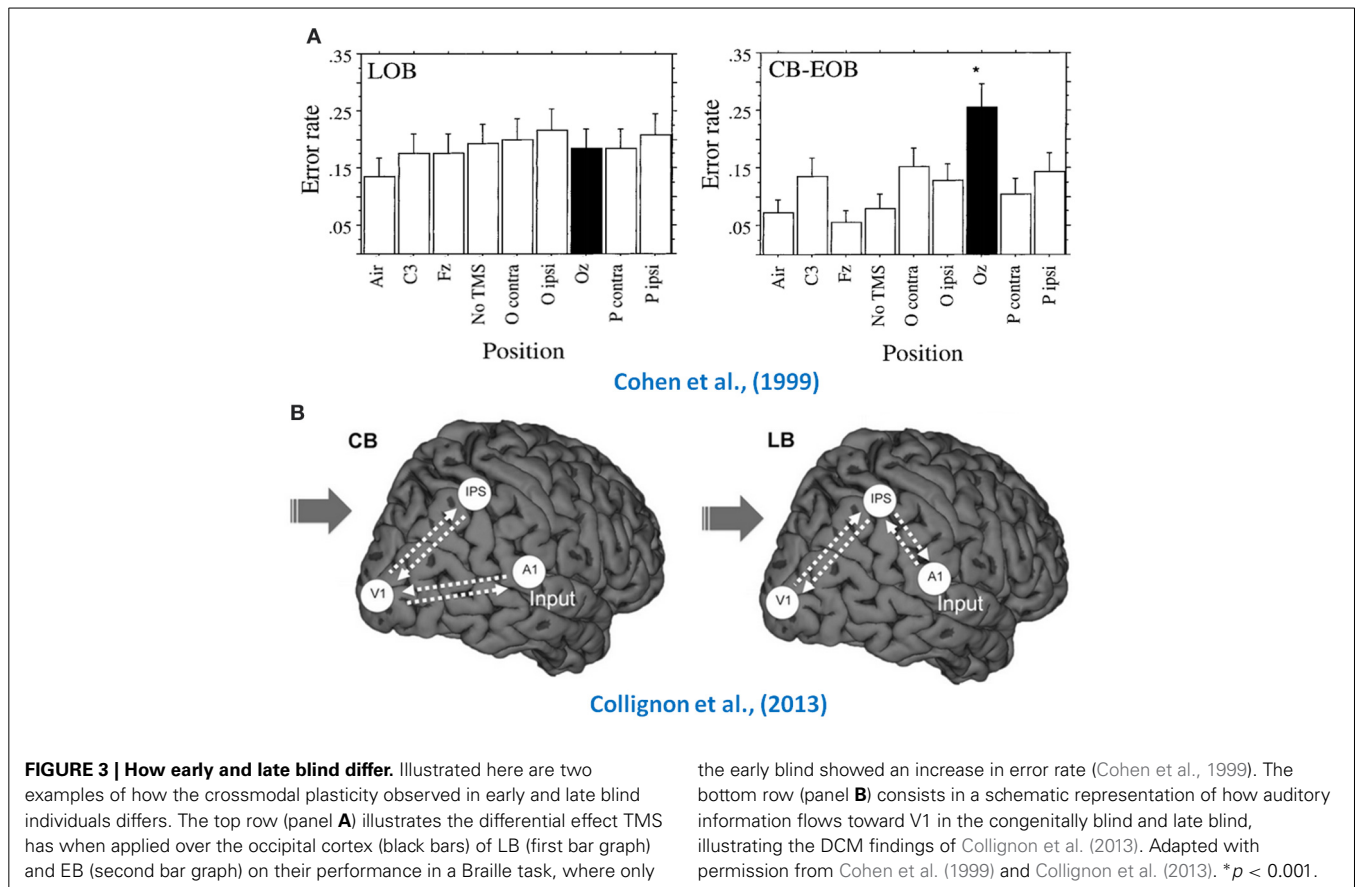 A
.35
.25
.15
.05
Error rate
LOB
Air
C3
Fz
No TMS
O contra
O ipsi
Oz
P contra
P ipsi
Position
.35
.25
.15
.05
Error rate
CB-EOB
*
Air
C3
Fz
No TMS
O contra
O ipsi
Oz
P contra
P ipsi
Position
Cohen et al., (1999)
B
CB
IPS
V1
A1
Input
LB
IPS
V1
A1
Input
Collignon et al., (2013)
FIGURE 3 | How early and late blind differ. Illustrated here are two
examples of how the crossmodal plasticity observed in early and late blind
individuals differs. The top row (panel A) illustrates the differential effect TMS
has when applied over the occipital cortex (black bars) of LB (first bar graph)
and EB (second bar graph) on their performance in a Braille task, where only
the early blind showed an increase in error rate (Cohen et al., 1999). The
bottom row (panel B) consists in a schematic representation of how auditory
information flows toward V1 in the congenitally blind and late blind,
illustrating the DCM findings of Collignon et al. (2013). Adapted with
permission from Cohen et al. (1999) and Collignon et al. (2013). *p < 0.001.